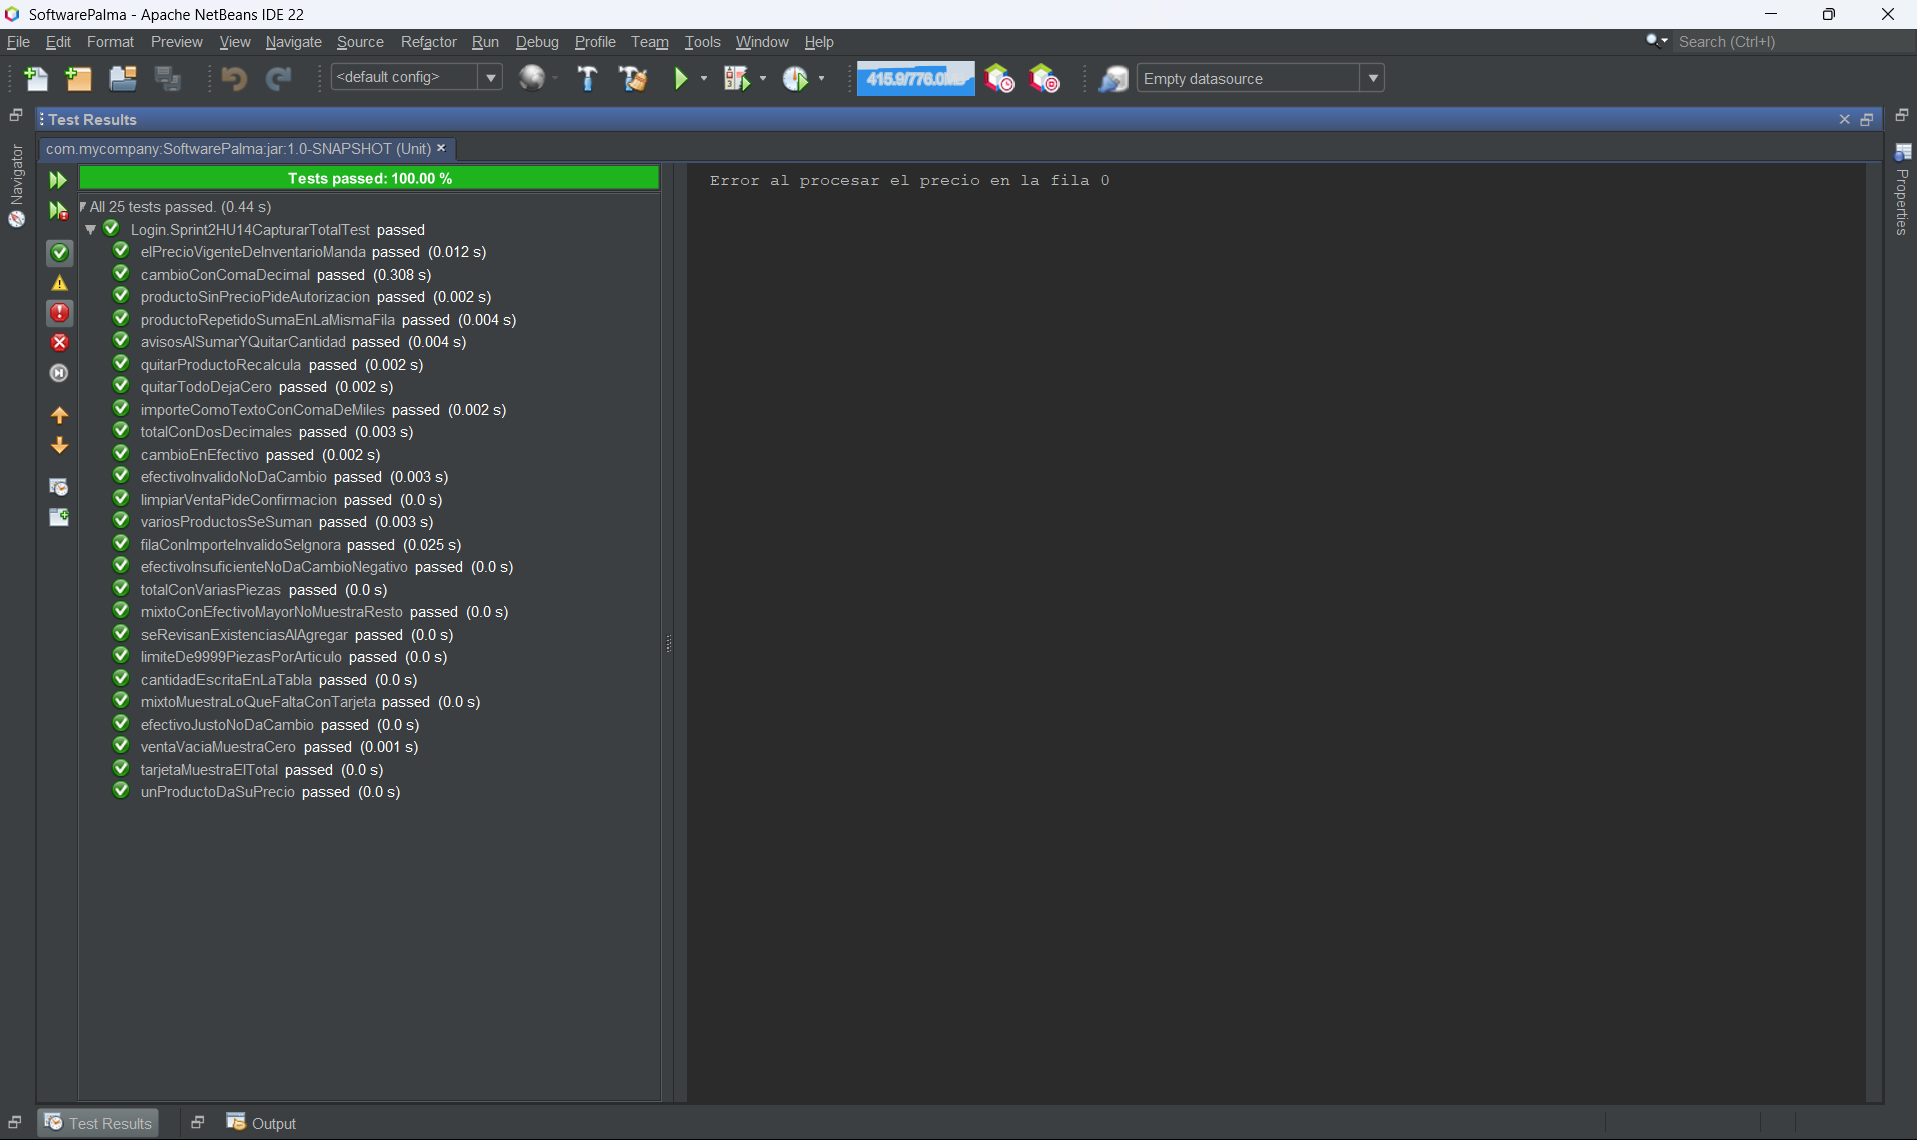 SoftwarePalma - Apache NetBeans IDE 22
File Edit Format Preview View Navigate Source Refactor Run Debug Profile Team Tools Window Help
Search (Ctrl+I)
<default config>
415.9/776.0MB
Empty datasource
Test Results
Navigator
Properties
com.mycompany:SoftwarePalma:jar:1.0-SNAPSHOT (Unit)
Tests passed: 100.00 %
Error al procesar el precio en la fila 0
All 25 tests passed. (0.44 s)
Login.Sprint2HU14CapturarTotalTest passed
elPrecioVigenteDelInventarioManda passed (0.012 s)
cambioConComaDecimal passed (0.308 s)
productoSinPrecioPideAutorizacion passed (0.002 s)
productoRepetidoSumaEnLaMismaFila passed (0.004 s)
avisosAlSumarYQuitarCantidad passed (0.004 s)
quitarProductoRecalcula passed (0.002 s)
quitarTodoDejaCero passed (0.002 s)
importeComoTextoConComaDeMiles passed (0.002 s)
totalConDosDecimales passed (0.003 s)
cambioEnEfectivo passed (0.002 s)
efectivoInvalidoNoDaCambio passed (0.003 s)
limpiarVentaPideConfirmacion passed (0.0 s)
variosProductosSeSuman passed (0.003 s)
filaConImporteInvalidoSeIgnora passed (0.025 s)
efectivoInsuficienteNoDaCambioNegativo passed (0.0 s)
totalConVariasPiezas passed (0.0 s)
mixtoConEfectivoMayorNoMuestraResto passed (0.0 s)
seRevisanExistenciasAlAgregar passed (0.0 s)
limiteDe9999PiezasPorArticulo passed (0.0 s)
cantidadEscritaEnLaTabla passed (0.0 s)
mixtoMuestraLoQueFaltaConTarjeta passed (0.0 s)
efectivoJustoNoDaCambio passed (0.0 s)
ventaVaciaMuestraCero passed (0.001 s)
tarjetaMuestraElTotal passed (0.0 s)
unProductoDaSuPrecio passed (0.0 s)
Test Results
Output